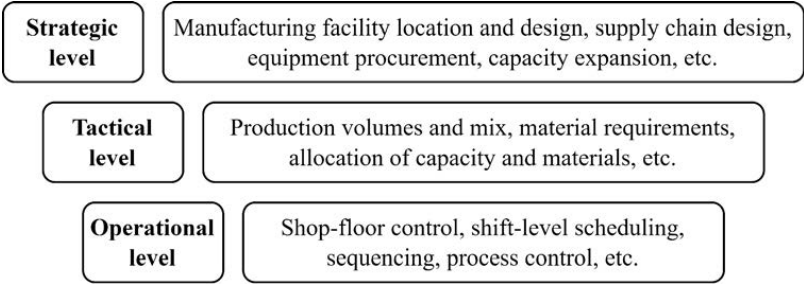 Strategic
level
Manufacturing facility location and design, supply chain design,
equipment procurement, capacity expansion, etc.
Tactical
level
Production volumes and mix, material requirements,
allocation of capacity and materials, etc.
Operational
level
Shop-floor control, shift-level scheduling,
sequencing, process control, etc.